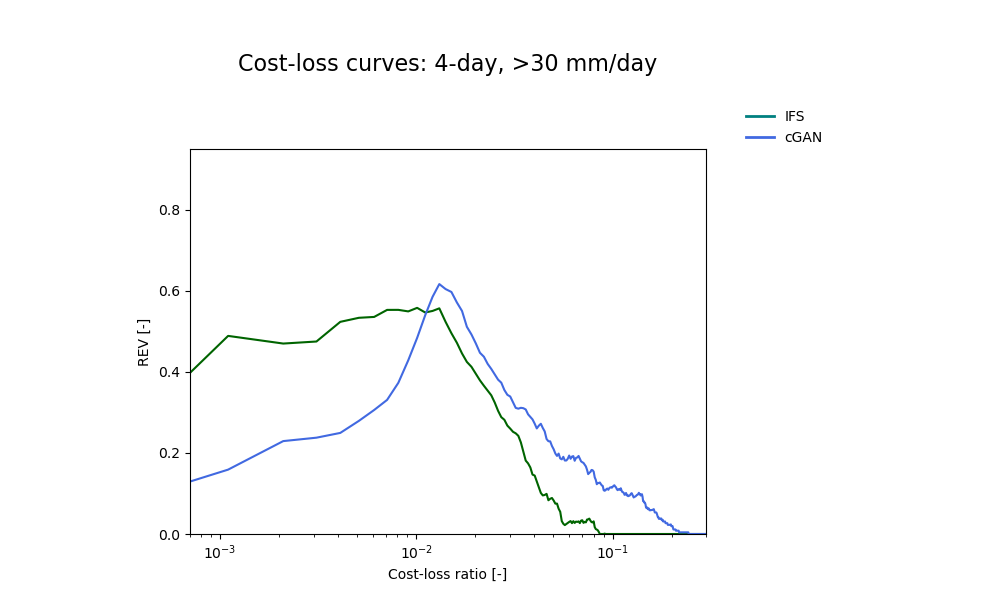 Cost-loss curves: 4-day, >30 mm/day
IFS
cGAN
0.8
0.6
0.4
0.2
0.0
REV [-]
10⁻³
10⁻²
10⁻¹
Cost-loss ratio [-]